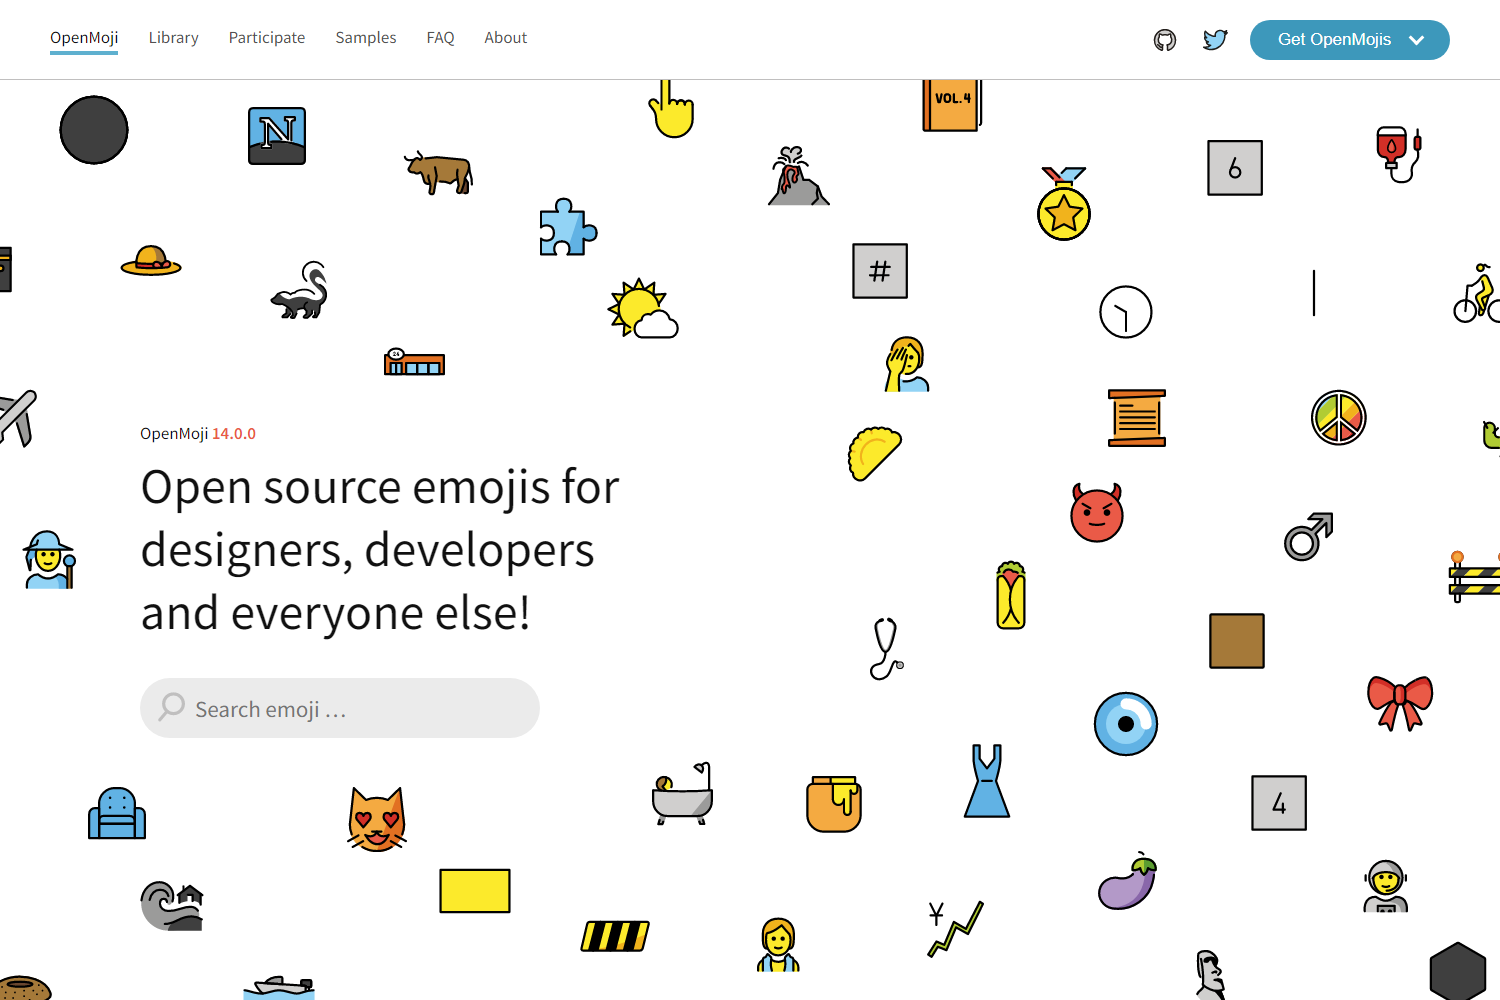 OpenMoji
Library
Participate
Samples
FAQ
About
Get OpenMojis
VOL.4
N
6
#
24
OpenMoji 14.0.0
Open source emojis for
designers, developers
and everyone else!
Search emoji …
4
¥